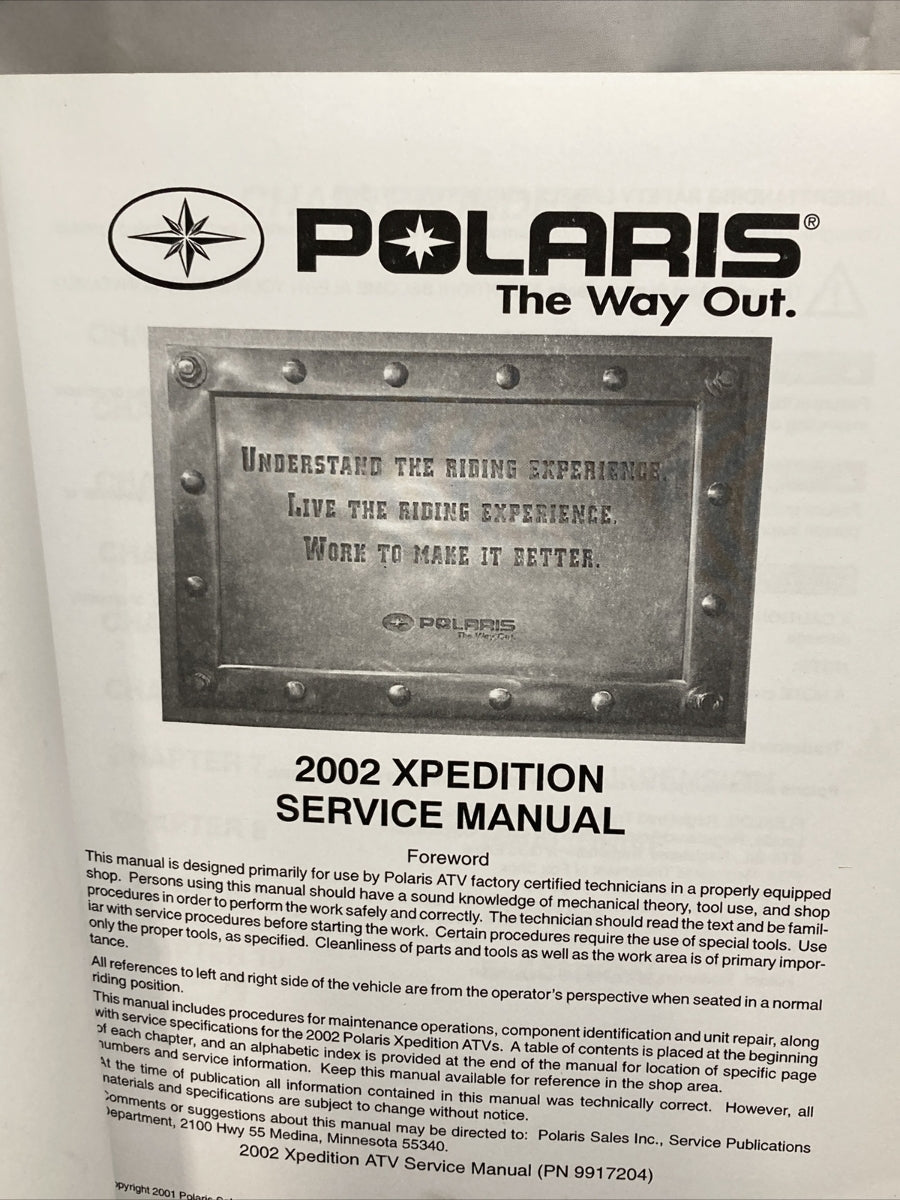 POLARIS®
The Way Out.
UNDERSTAND THE RIDING EXPERIENCE.
LIVE THE RIDING EXPERIENCE.
WORK TO MAKE IT BETTER.
POLARIS
The Way Out.
2002 XPEDITION
SERVICE MANUAL
Foreword
This manual is designed primarily for use by Polaris ATV factory certified technicians in a properly equipped
shop. Persons using this manual should have a sound knowledge of mechanical theory, tool use, and shop
procedures in order to perform the work safely and correctly. The technician should read the text and be famil-
iar with service procedures before starting the work. Certain procedures require the use of special tools. Use
only the proper tools, as specified. Cleanliness of parts and tools as well as the work area is of primary impor-
tance.
All references to left and right side of the vehicle are from the operator's perspective when seated in a normal
riding position.
This manual includes procedures for maintenance operations, component identification and unit repair, along
with service specifications for the 2002 Polaris Xpedition ATVs. A table of contents is placed at the beginning
of each chapter, and an alphabetic index is provided at the end of the manual for location of specific page
numbers and service information. Keep this manual available for reference in the shop area.
At the time of publication all information contained in this manual was technically correct. However, all
materials and specifications are subject to change without notice.
Comments or suggestions about this manual may be directed to: Polaris Sales Inc., Service Publications
Department, 2100 Hwy 55 Medina, Minnesota 55340.
2002 Xpedition ATV Service Manual (PN 9917204)
opyright 2001 Polaris